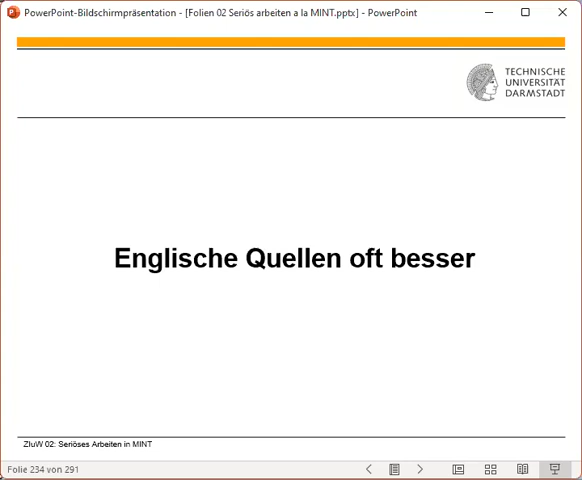 PowerPoint-Bildschirmpräsentation - [Folien 02 Seriös arbeiten a la MINT.pptx] - PowerPoint
TECHNISCHE
UNIVERSITÄT
DARMSTADT
Englische Quellen oft besser
ZIuW 02: Seriöses Arbeiten in MINT
Folie 234 von 291